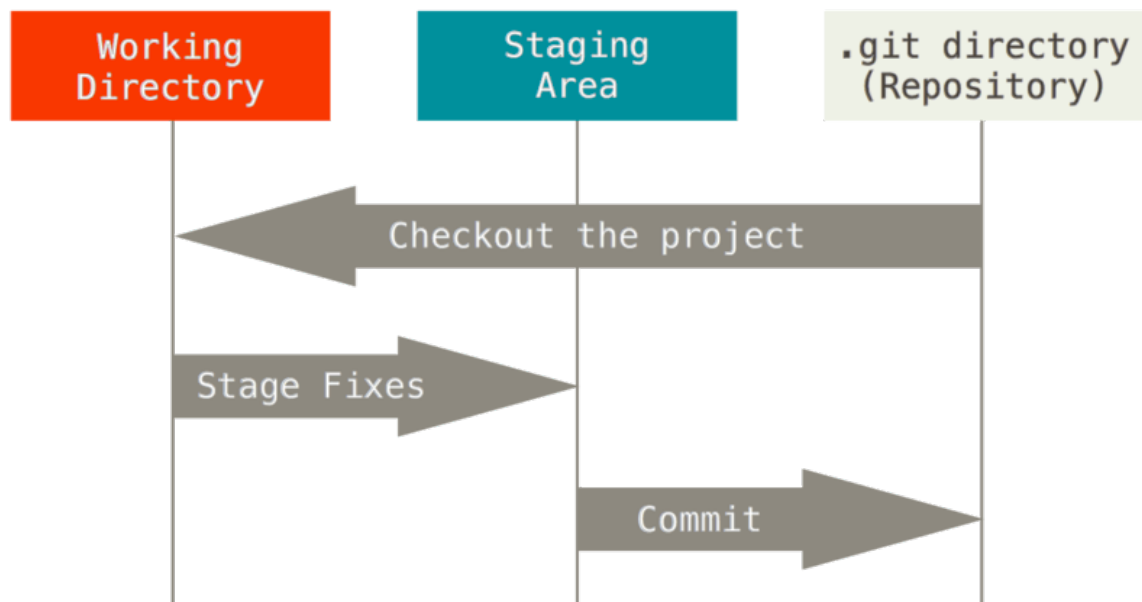 Working
Directory
Staging
Area
.git directory
(Repository)
Checkout the project
Stage Fixes
Commit